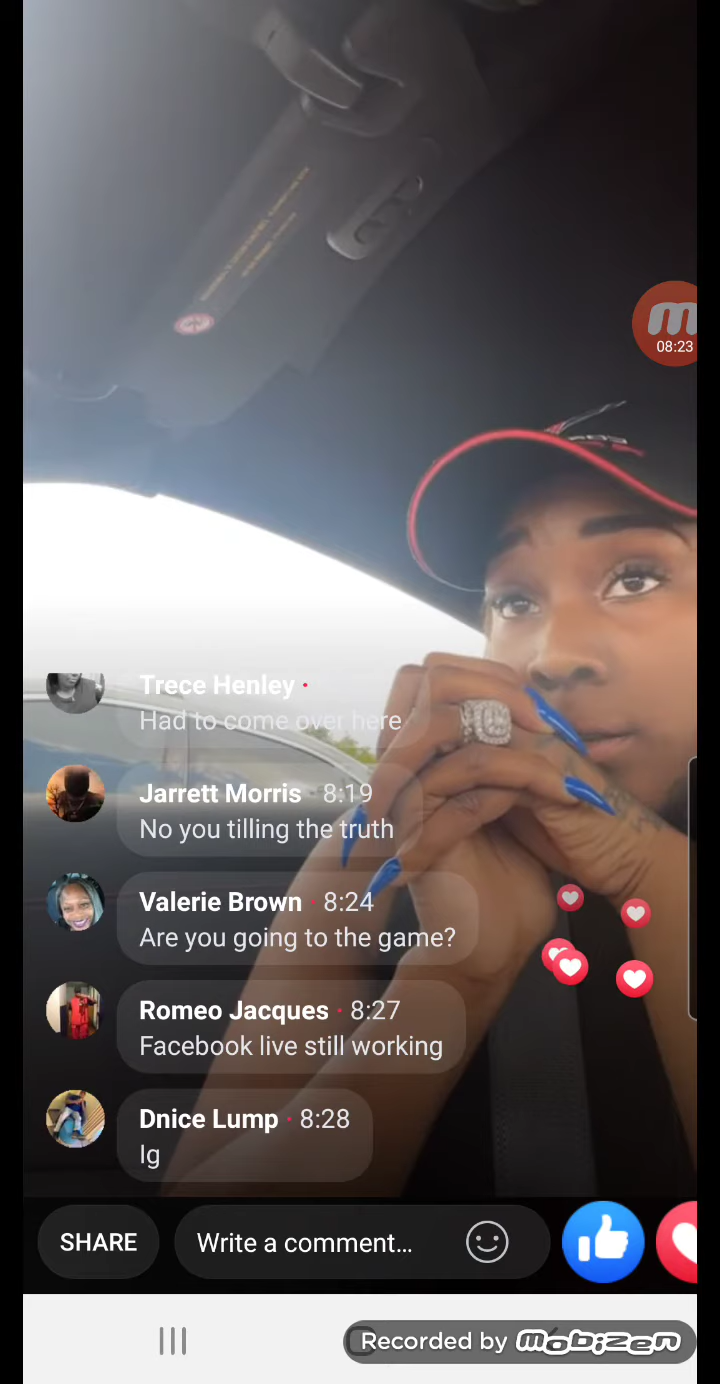 08:23
Trece Henley ·
Had to come over here
Jarrett Morris 8:19
No you tilling the truth
Valerie Brown · 8:24
Are you going to the game?
Romeo Jacques · 8:27
Facebook live still working
Dnice Lump · 8:28
Ig
SHARE
Write a comment...
Recorded by mobizen